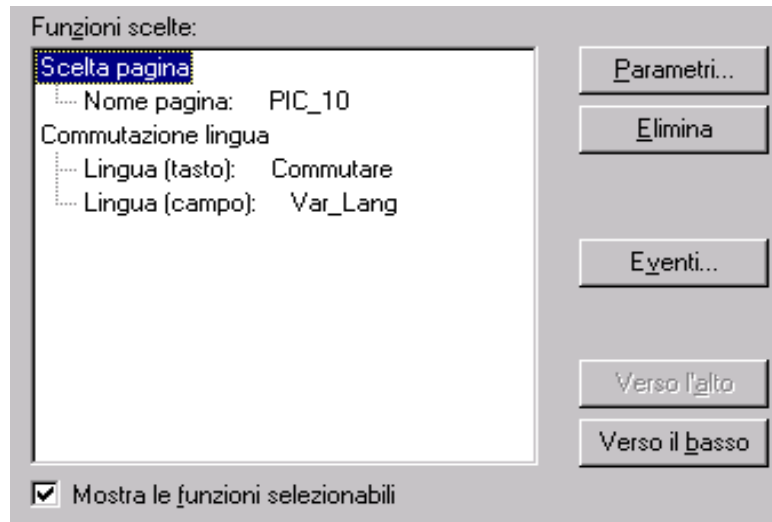 Funzioni scelte:
Scelta pagina
Nome pagina: PIC_10
Commutazione lingua
Lingua (tasto): Commutare
Lingua (campo): Var_Lang
Parametri...
Elimina
Eventi...
Verso l'alto
Verso il basso
Mostra le funzioni selezionabili